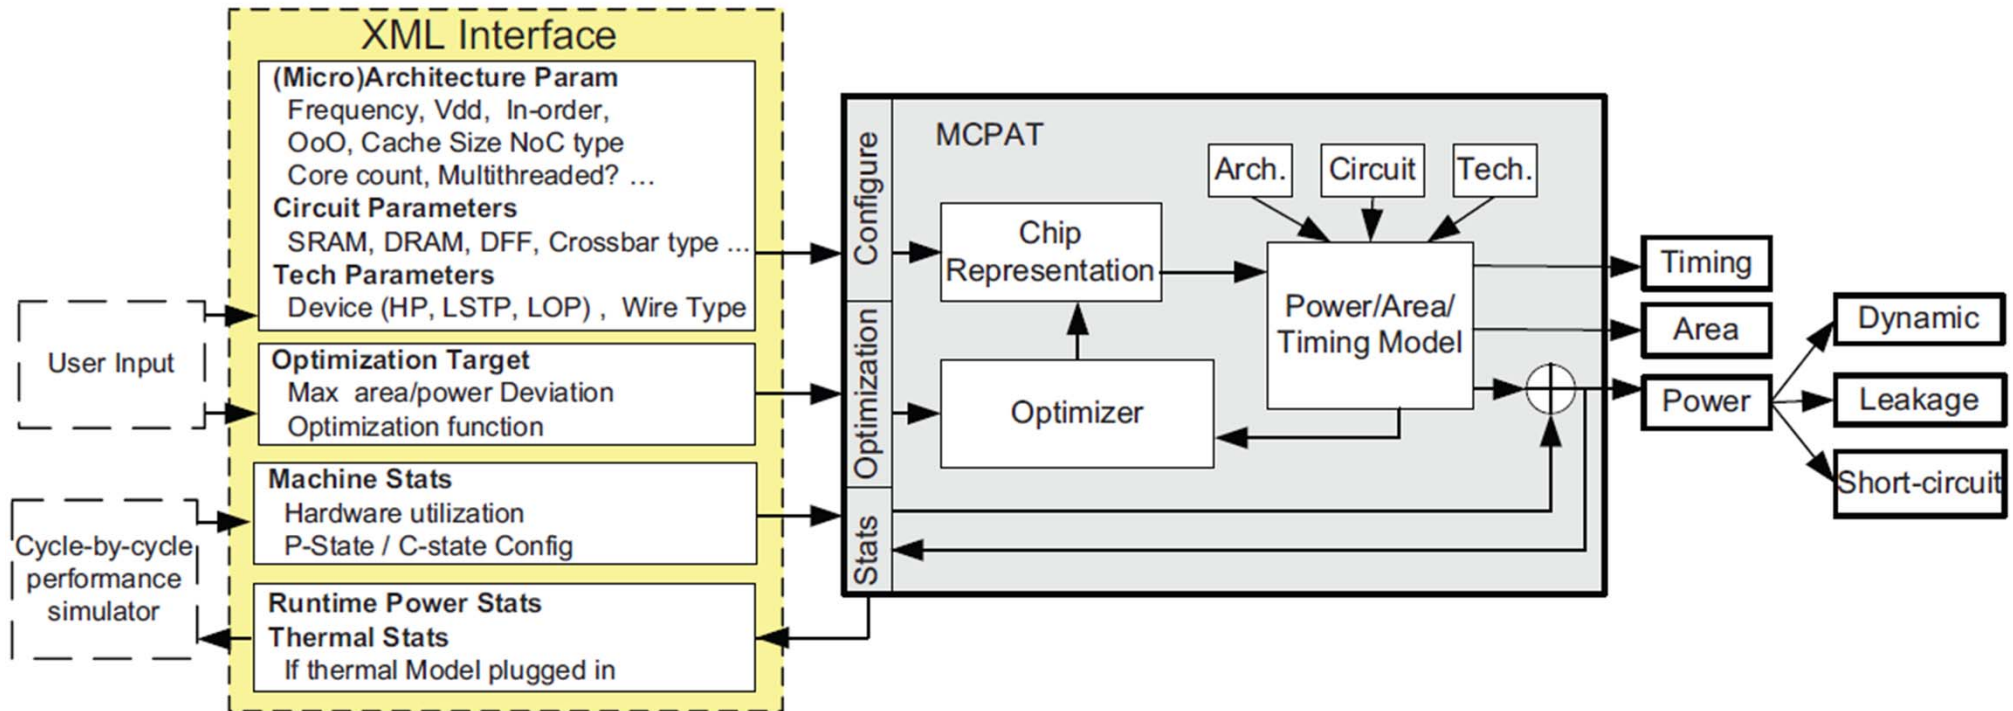 XML Interface
(Micro)Architecture Param
Frequency, Vdd, In-order,
OoO, Cache Size NoC type
Core count, Multithreaded? ...
Circuit Parameters
SRAM, DRAM, DFF, Crossbar type ...
Tech Parameters
Device (HP, LSTP, LOP) , Wire Type
User Input
Optimization Target
Max area/power Deviation
Optimization function
Machine Stats
Hardware utilization
P-State / C-state Config
Cycle-by-cycle
performance
simulator
Runtime Power Stats
Thermal Stats
If thermal Model plugged in
Configure
Optimization
Stats
MCPAT
Arch.
Circuit
Tech.
Chip
Representation
Power/Area/
Timing Model
Optimizer
Timing
Area
Power
Dynamic
Leakage
Short-circuit